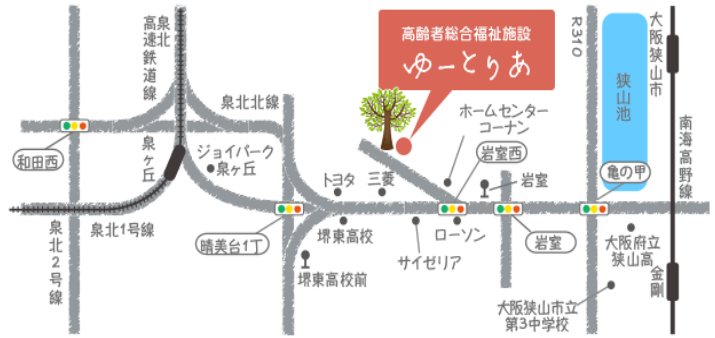 泉北
高速鉄道線
泉北北線
高齢者総合福祉施設
ゆーとりあ
R310
狭山池
大阪狭山市
南海高野線
和田西
泉ヶ丘
ジョイパーク
泉ヶ丘
トヨタ
三菱
ホームセンター
コーナン
岩室西
岩室
亀の甲
泉北1号線
泉北2号線
晴美台1丁
堺東高校
堺東高校前
サイゼリア
ローソン
岩室
大阪府立
狭山高
金剛
大阪狭山市立
第3中学校